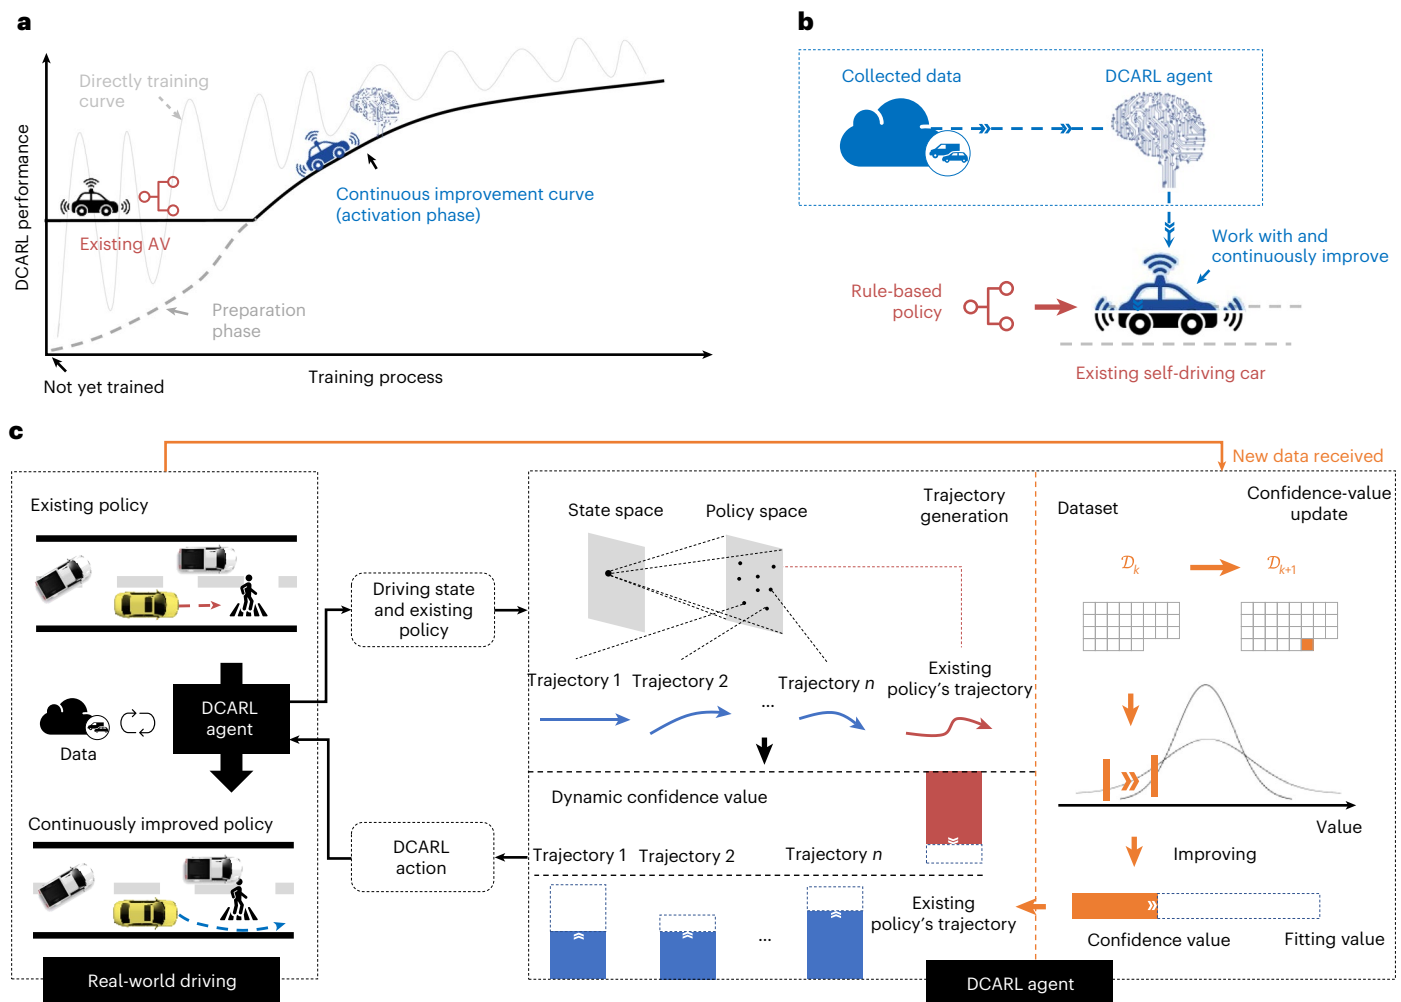 a
Directly training
curve
DCARL performance
Existing AV
Continuous improvement curve
(activation phase)
Preparation
phase
Not yet trained
Training process
b
Collected data
DCARL agent
Work with and
continuously improve
Rule-based
policy
Existing self-driving car
c
New data received
Existing policy
Driving state
and existing
policy
DCARL
agent
Data
Continuously improved policy
DCARL
action
Real-world driving
State space
Policy space
Trajectory
generation
Trajectory 1
Trajectory 2
...
Trajectory n
Existing
policy's trajectory
Dynamic confidence value
Trajectory 1
Trajectory 2
Trajectory n
...
Existing
policy's trajectory
Dataset
Confidence-value
update
𝒟k
𝒟k+1
Value
Improving
Confidence value
Fitting value
DCARL agent